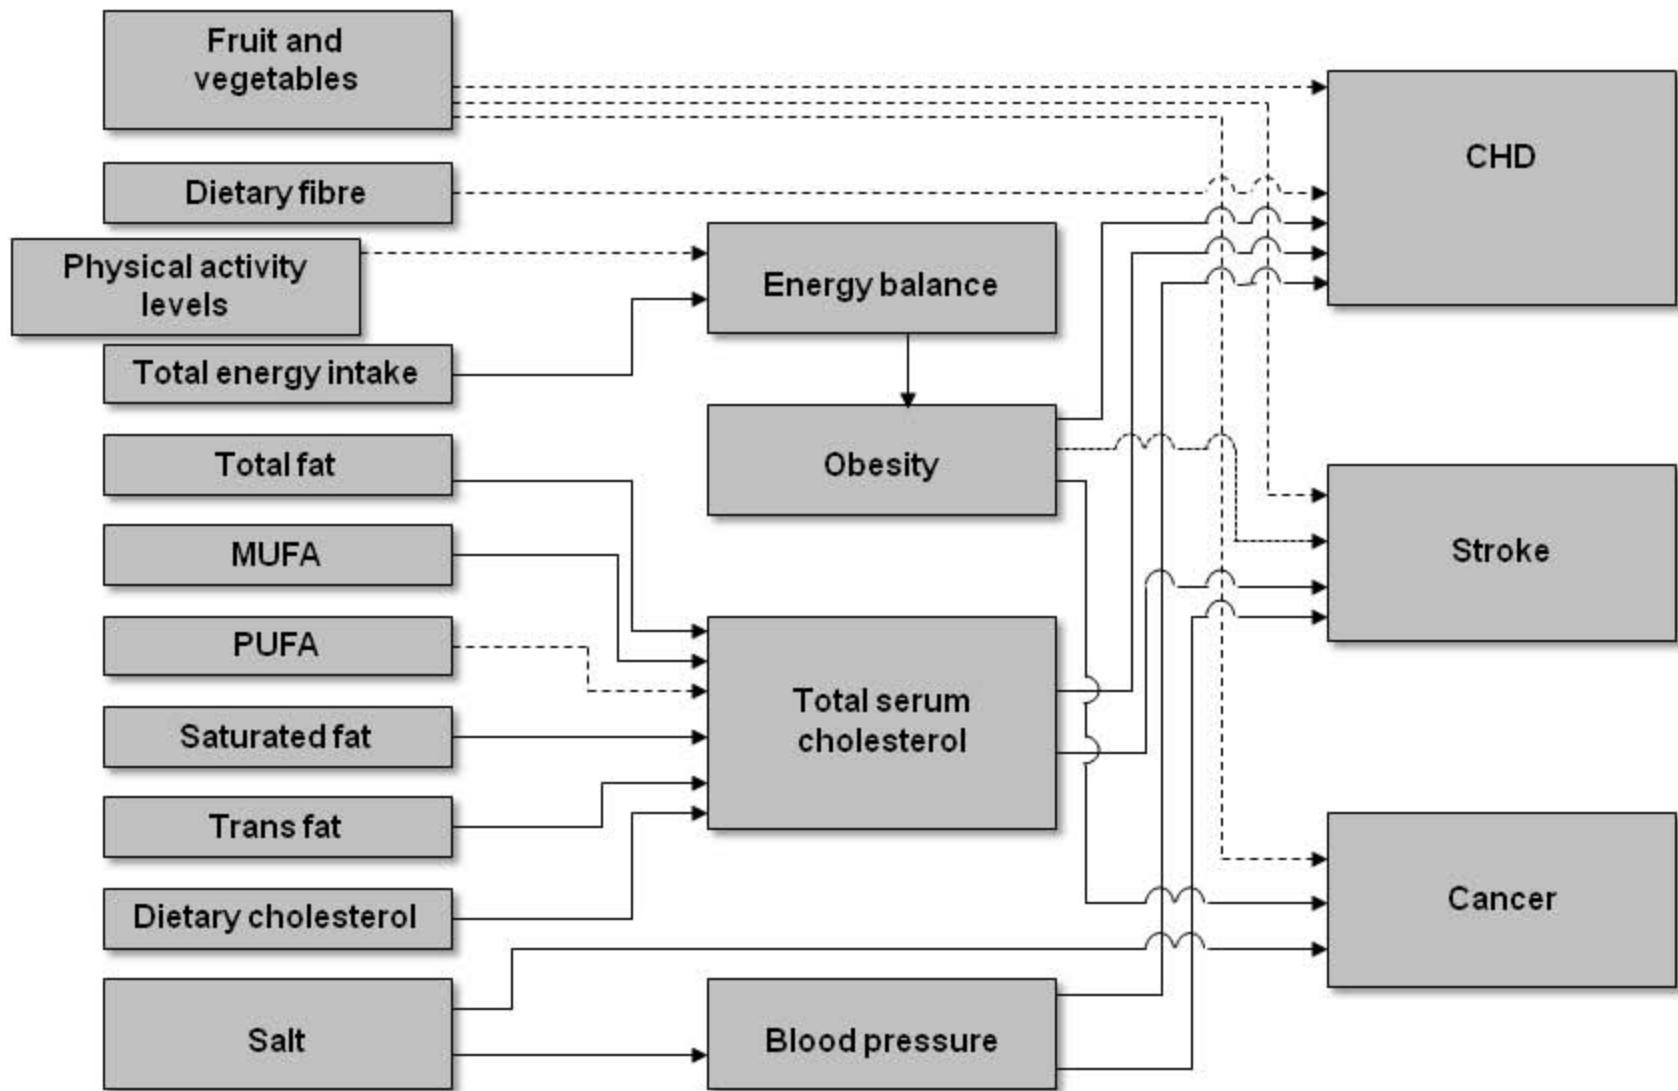 Fruit and
vegetables
Dietary fibre
Physical activity
levels
Total energy intake
Total fat
MUFA
PUFA
Saturated fat
Trans fat
Dietary cholesterol
Salt
Energy balance
Obesity
Total serum
cholesterol
Blood pressure
CHD
Stroke
Cancer